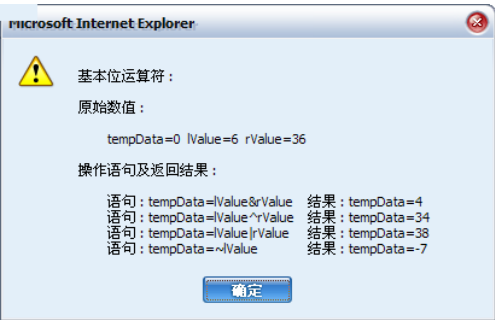 Microsoft Internet Explorer
基本位运算符：
原始数值：
tempData=0 lValue=6 rValue=36
操作语句及返回结果：
语句：tempData=lValue&rValue 结果：tempData=4
语句：tempData=lValue^rValue 结果：tempData=34
语句：tempData=lValue|rValue 结果：tempData=38
语句：tempData=~lValue 结果：tempData=-7
确定